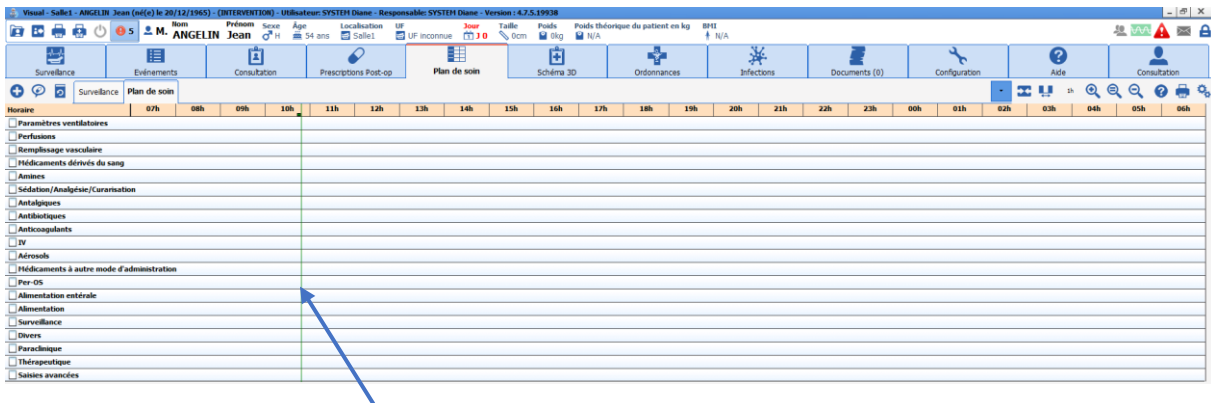 Visual - Salle1 - ANGELIN Jean (né(e) le 20/12/1965) - (INTERVENTION) - Utilisateur: SYSTEM Diane - Responsable: SYSTEM Diane - Version : 4.7.5.19938
Nom Prénom Sexe Âge Localisation UF Jour Taille Poids Poids théorique du patient en kg BMI
5 M. ANGELIN Jean H 54 ans Salle1 UF inconnue J 0 0cm 0kg N/A N/A
Surveillance Evénements Consultation Prescriptions Post-op Plan de soin Schéma 3D Ordonnances Infections Documents (0) Configuration Aide Consultation
Surveillance Plan de soin - 1h
Horaire 07h 08h 09h 10h 11h 12h 13h 14h 15h 16h 17h 18h 19h 20h 21h 22h 23h 00h 01h 02h 03h 04h 05h 06h
Paramètres ventilatoires
Perfusions
Remplissage vasculaire
Médicaments dérivés du sang
Amines
Sédation/Analgésie/Curarisation
Antalgiques
Antibiotiques
Anticoagulants
IV
Aérosols
Médicaments à autre mode d'administration
Per-OS
Alimentation entérale
Alimentation
Surveillance
Divers
Paraclinique
Thérapeutique
Saisies avancées